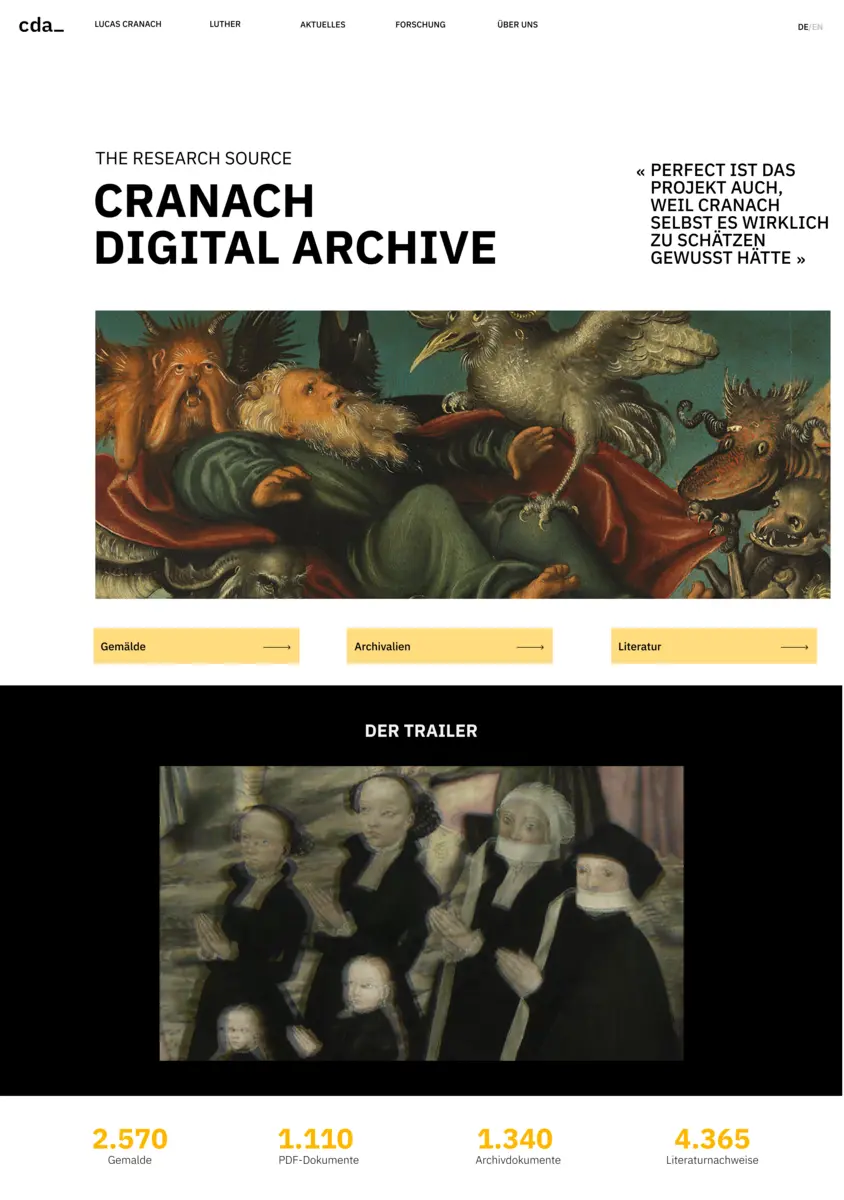 cda_
LUCAS CRANACH
LUTHER
AKTUELLES
FORSCHUNG
ÜBER UNS
DE/EN
THE RESEARCH SOURCE
CRANACH
DIGITAL ARCHIVE
« PERFECT IST DAS
PROJEKT AUCH,
WEIL CRANACH
SELBST ES WIRKLICH
ZU SCHÄTZEN
GEWUSST HÄTTE »
Gemälde
Archivalien
Literatur
DER TRAILER
2.570
Gemalde
1.110
PDF-Dokumente
1.340
Archivdokumente
4.365
Literaturnachweise